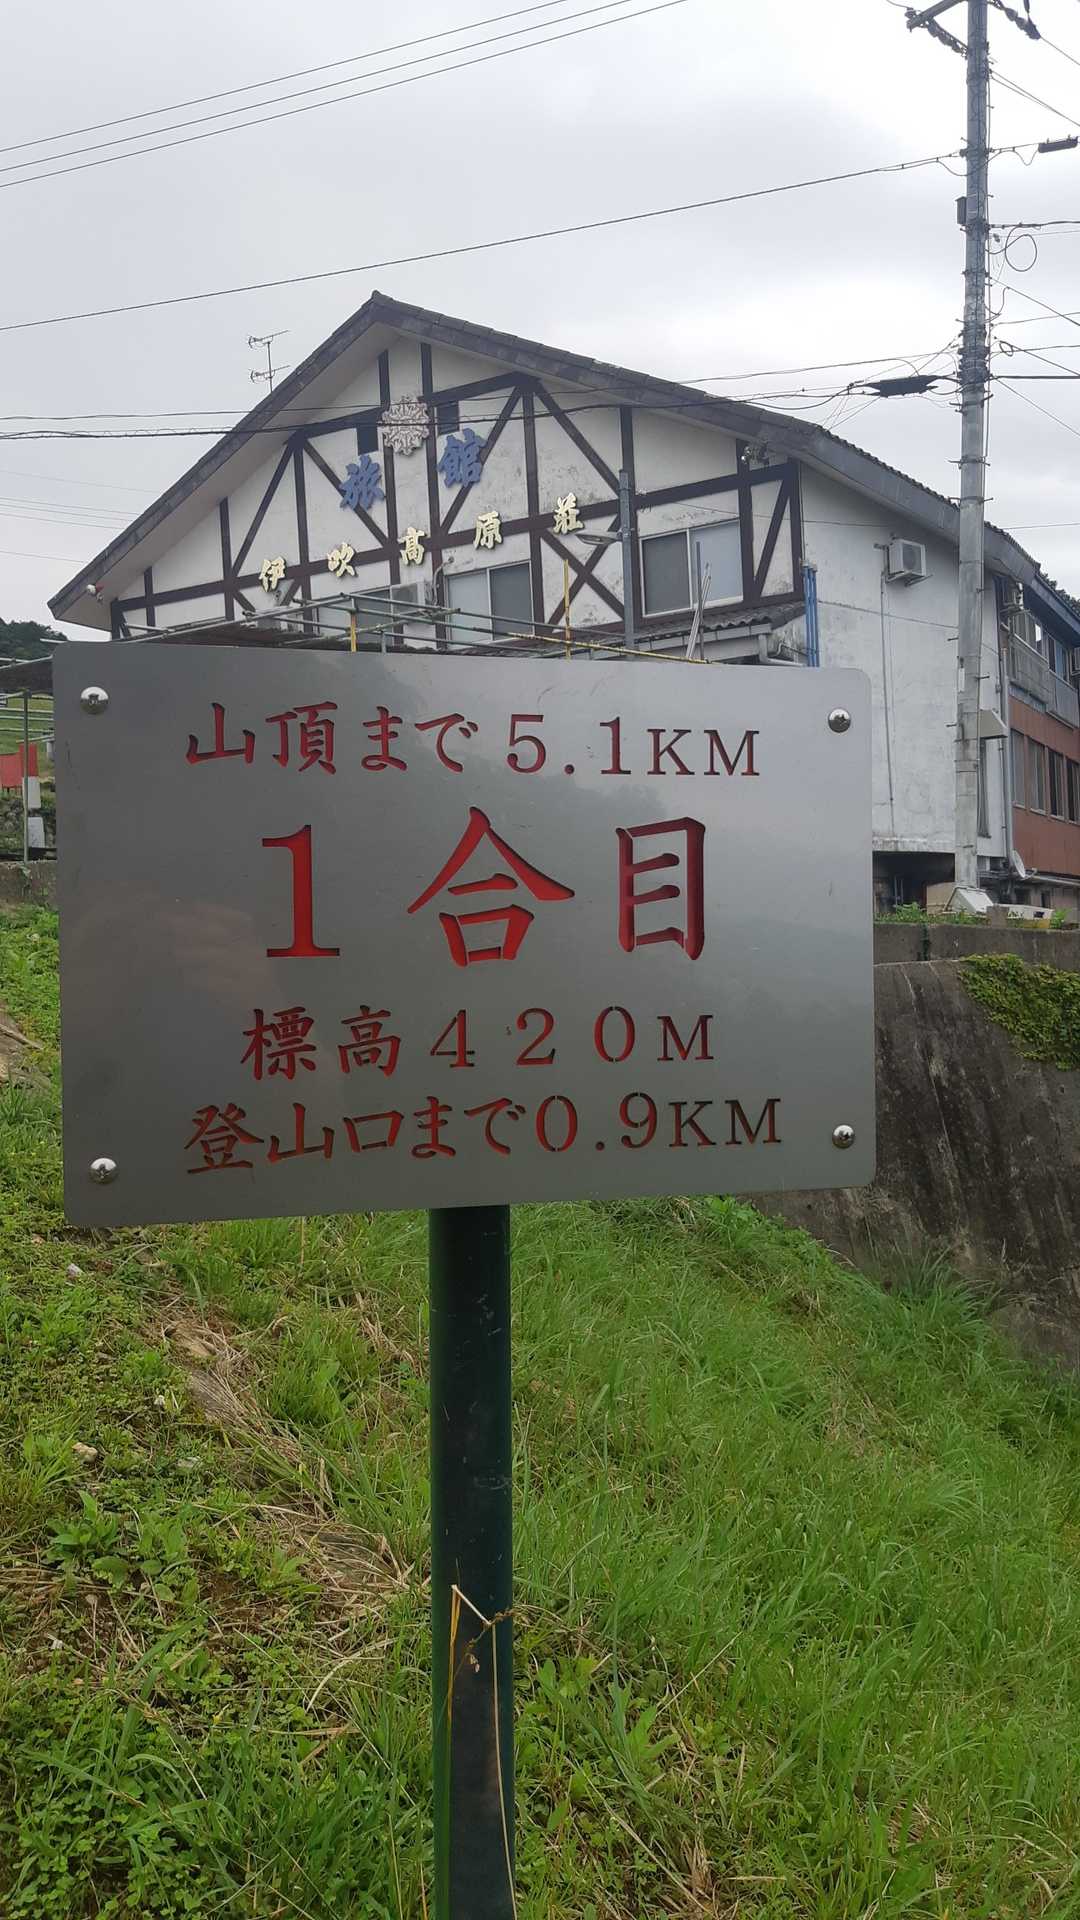 旅館
伊吹高原荘
山頂まで5.1KM
1合目
標高420M
登山口まで0.9KM